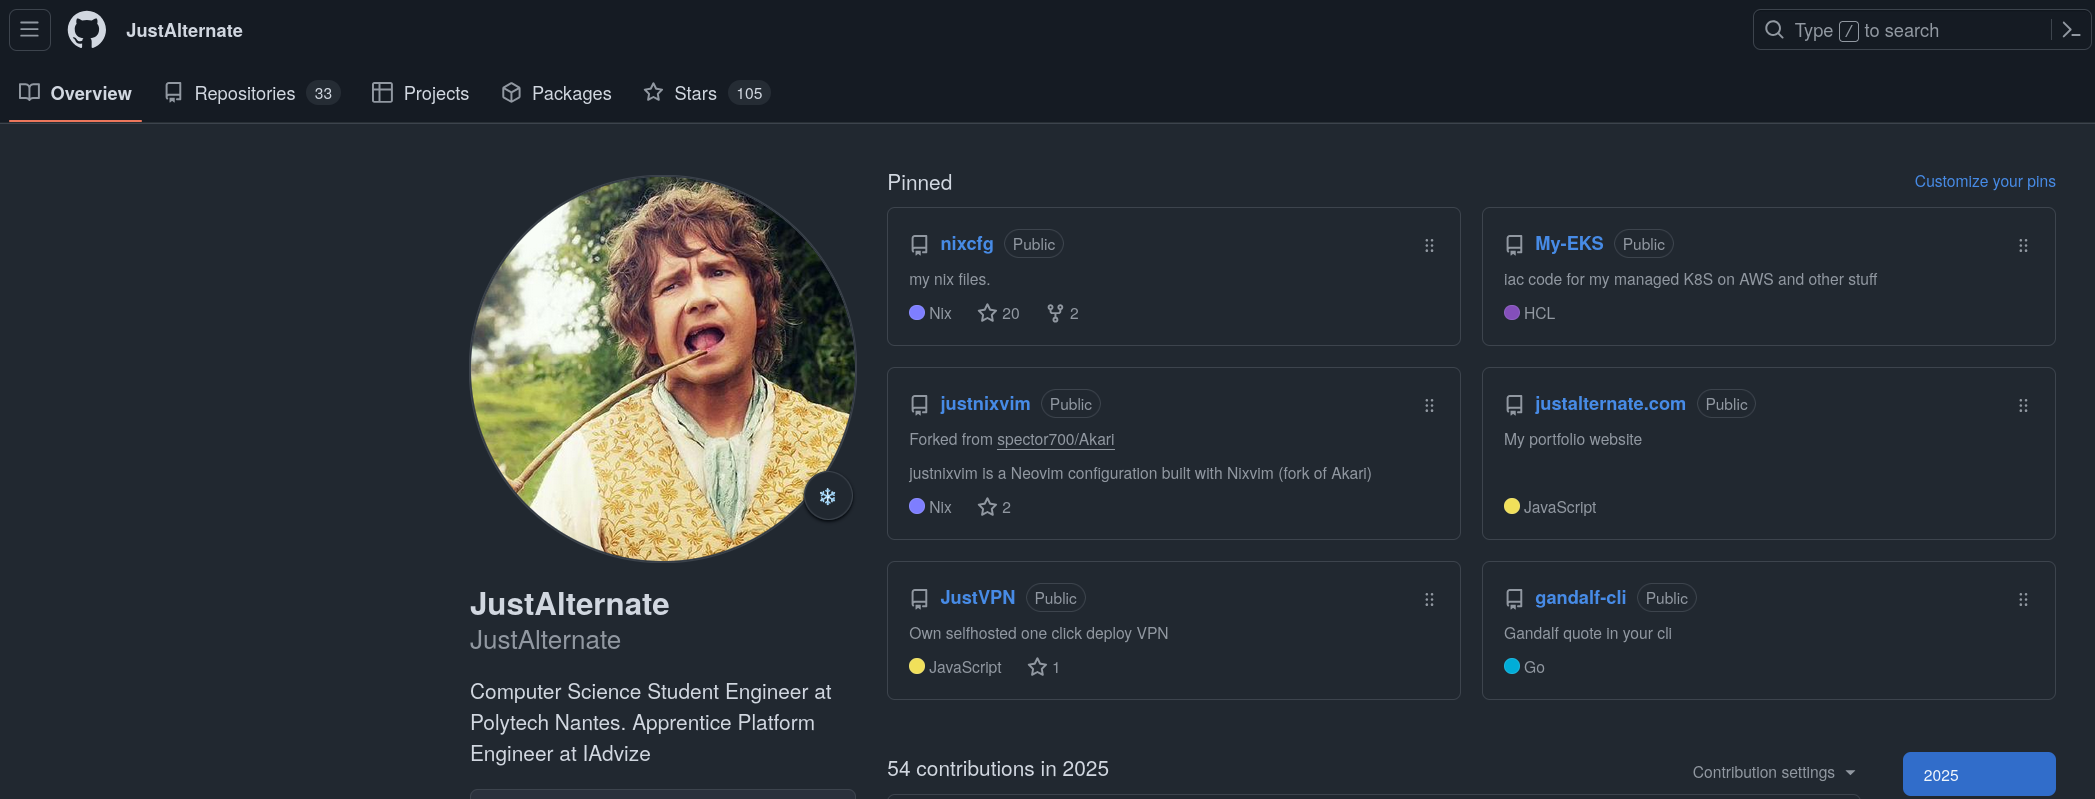 JustAlternate
Type / to search
Overview
Repositories 33
Projects
Packages
Stars 105
Pinned
Customize your pins
nixcfg Public
my nix files.
Nix 20 2
My-EKS Public
iac code for my managed K8S on AWS and other stuff
HCL
justnixvim Public
Forked from spector700/Akari
justnixvim is a Neovim configuration built with Nixvim (fork of Akari)
Nix 2
justalternate.com Public
My portfolio website
JavaScript
JustVPN Public
Own selfhosted one click deploy VPN
JavaScript 1
gandalf-cli Public
Gandalf quote in your cli
Go
JustAlternate
JustAlternate
Computer Science Student Engineer at
Polytech Nantes. Apprentice Platform
Engineer at IAdvize
54 contributions in 2025
Contribution settings
2025